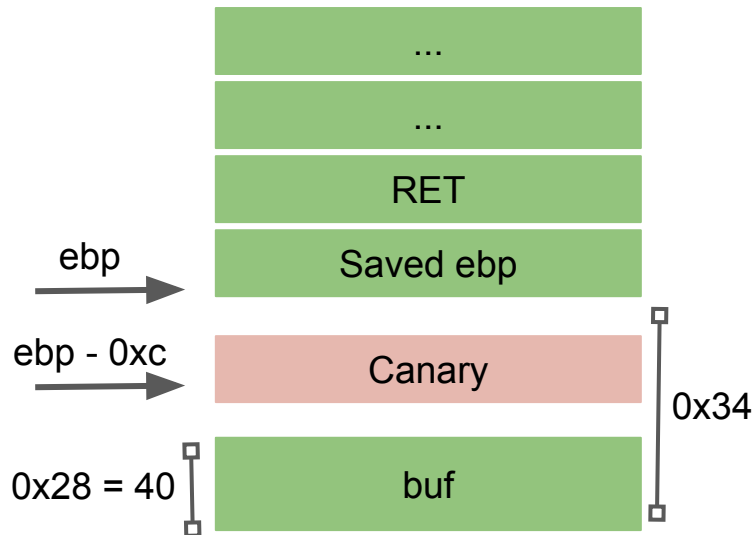 ...
...
RET
ebp
Saved ebp
ebp - 0xc
Canary
0x34
0x28 = 40
buf